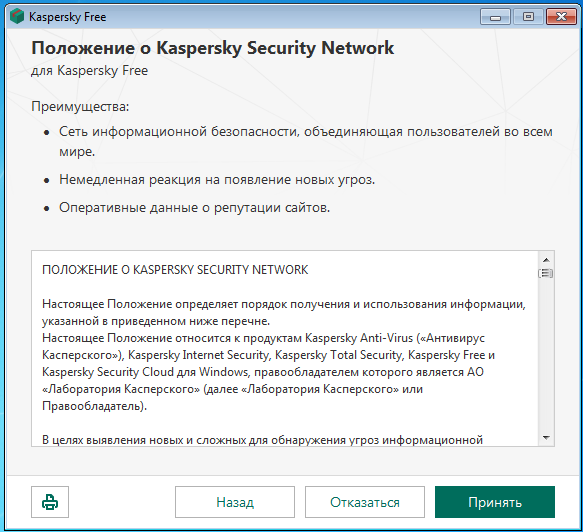 Kaspersky Free
Положение о Kaspersky Security Network
для Kaspersky Free
Преимущества:
• Сеть информационной безопасности, объединяющая пользователей во всем
мире.
• Немедленная реакция на появление новых угроз.
• Оперативные данные о репутации сайтов.
ПОЛОЖЕНИЕ О KASPERSKY SECURITY NETWORK
Настоящее Положение определяет порядок получения и использования информации,
указанной в приведенном ниже перечне.
Настоящее Положение относится к продуктам Kaspersky Anti-Virus («Антивирус
Касперского»), Kaspersky Internet Security, Kaspersky Total Security, Kaspersky Free и
Kaspersky Security Cloud для Windows, правообладателем которого является АО
«Лаборатория Касперского» (далее «Лаборатория Касперского» или
Правообладатель).
В целях выявления новых и сложных для обнаружения угроз информационной
Назад
Отказаться
Принять